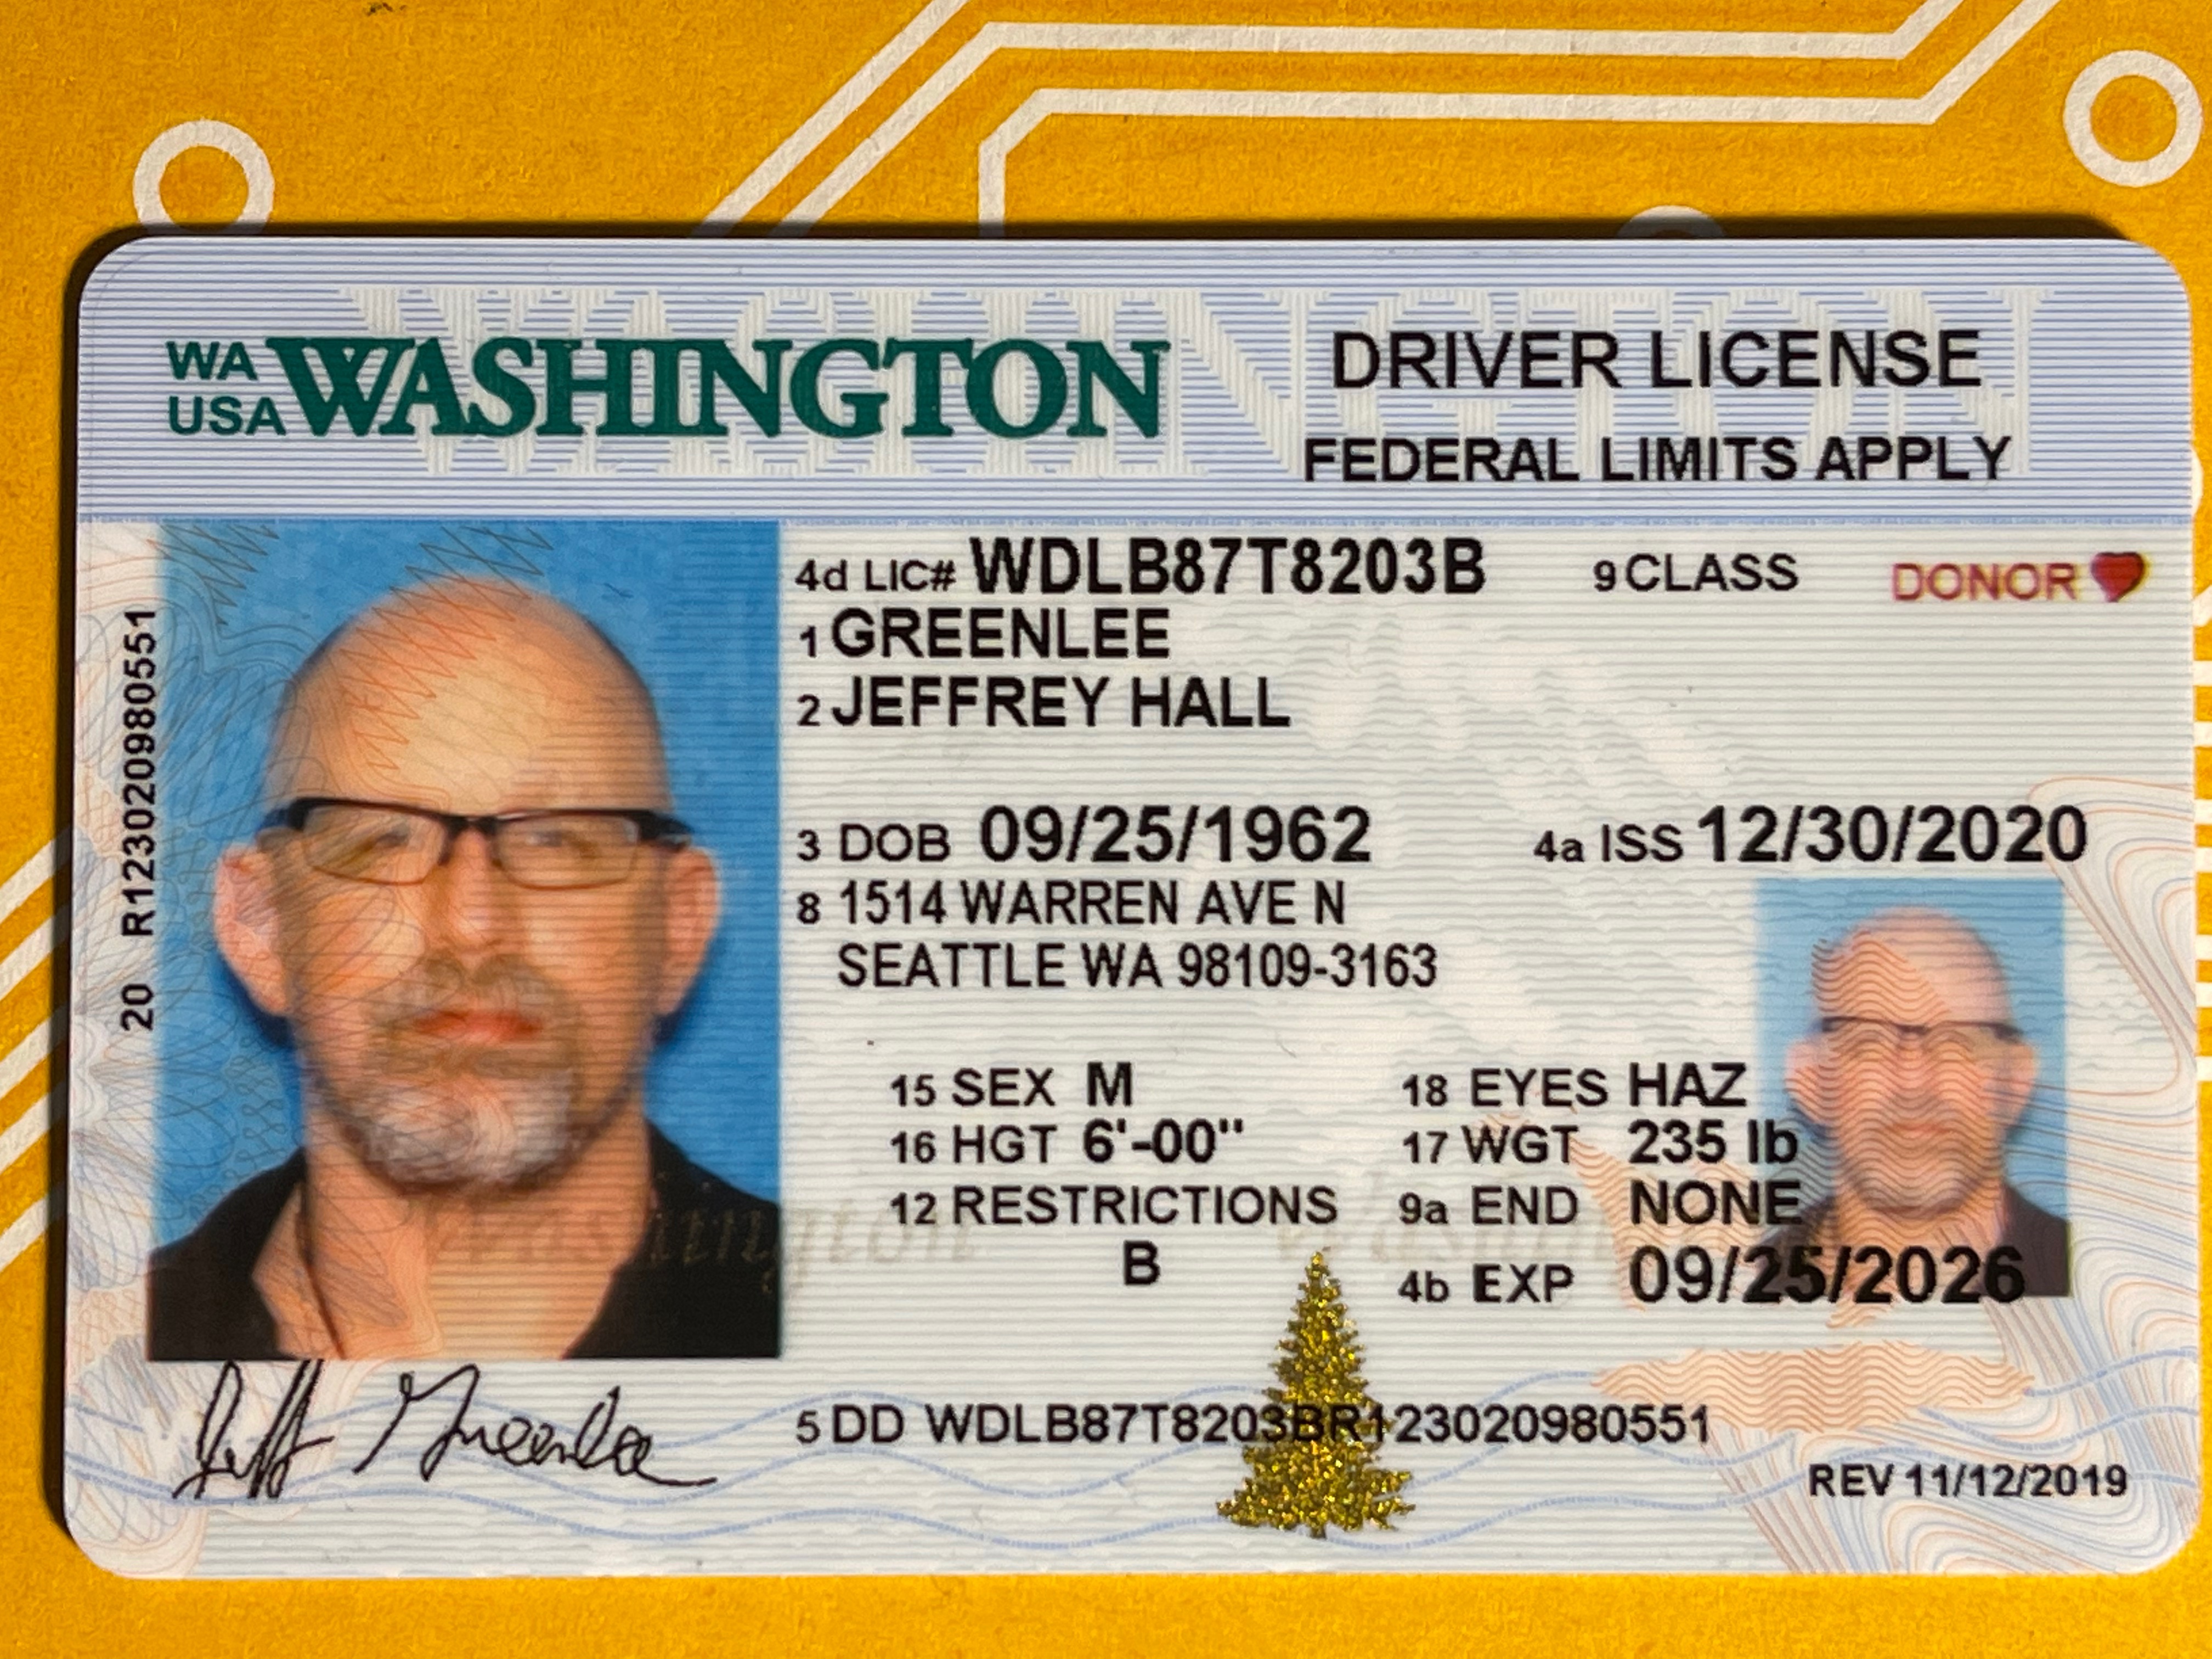 WA
USA
WASHINGTON
DRIVER LICENSE
FEDERAL LIMITS APPLY
4d LIC# WDLB87T8203B 9 CLASS DONOR
1 GREENLEE
2 JEFFREY HALL
3 DOB 09/25/1962 4a ISS 12/30/2020
8 1514 WARREN AVE N
SEATTLE WA 98109-3163
15 SEX M 18 EYES HAZ
16 HGT 6'-00" 17 WGT 235 lb
12 RESTRICTIONS 9a END NONE
B 4b EXP 09/25/2026
20 R123020980551
Washington Washington
Jeff Greenlee
5 DD WDLB87T8203BR123020980551
REV 11/12/2019